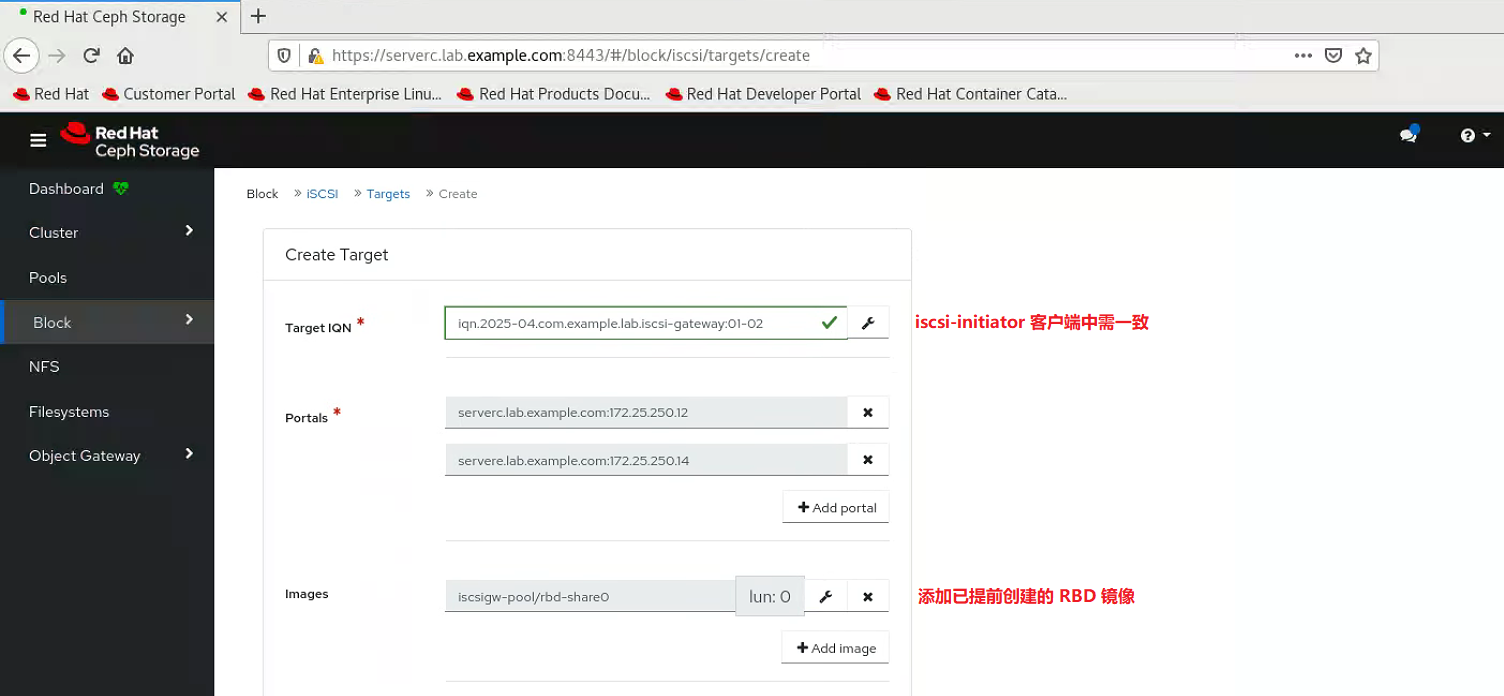 Red Hat Ceph Storage
https://serverc.lab.example.com:8443/#/block/iscsi/targets/create
Red Hat Customer Portal Red Hat Enterprise Linu... Red Hat Products Docu... Red Hat Developer Portal Red Hat Container Cata...
Red Hat
Ceph Storage
Dashboard
Cluster
Pools
Block
NFS
Filesystems
Object Gateway
Block » iSCSI » Targets » Create
Create Target
Target IQN *
iqn.2025-04.com.example.lab.iscsi-gateway:01-02
iscsi-initiator 客户端中需一致
Portals *
serverc.lab.example.com:172.25.250.12
servere.lab.example.com:172.25.250.14
Add portal
Images
iscsigw-pool/rbd-share0
lun: 0
添加已提前创建的 RBD 镜像
Add image